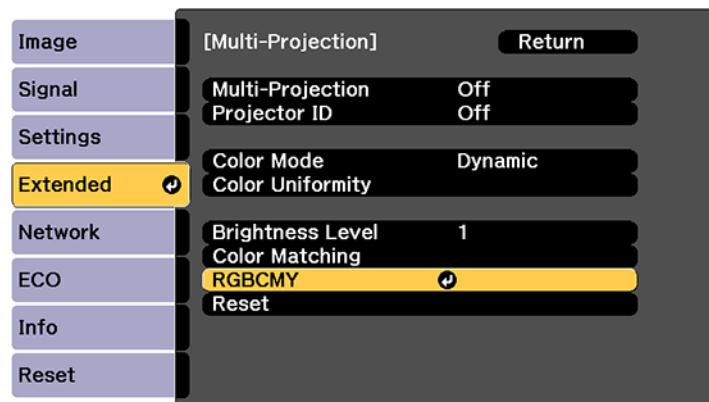 Image
Signal
Settings
Extended
Network
ECO
Info
Reset
[Multi-Projection] Return
Multi-Projection Off
Projector ID Off
Color Mode Dynamic
Color Uniformity
Brightness Level 1
Color Matching
RGBCMY
Reset